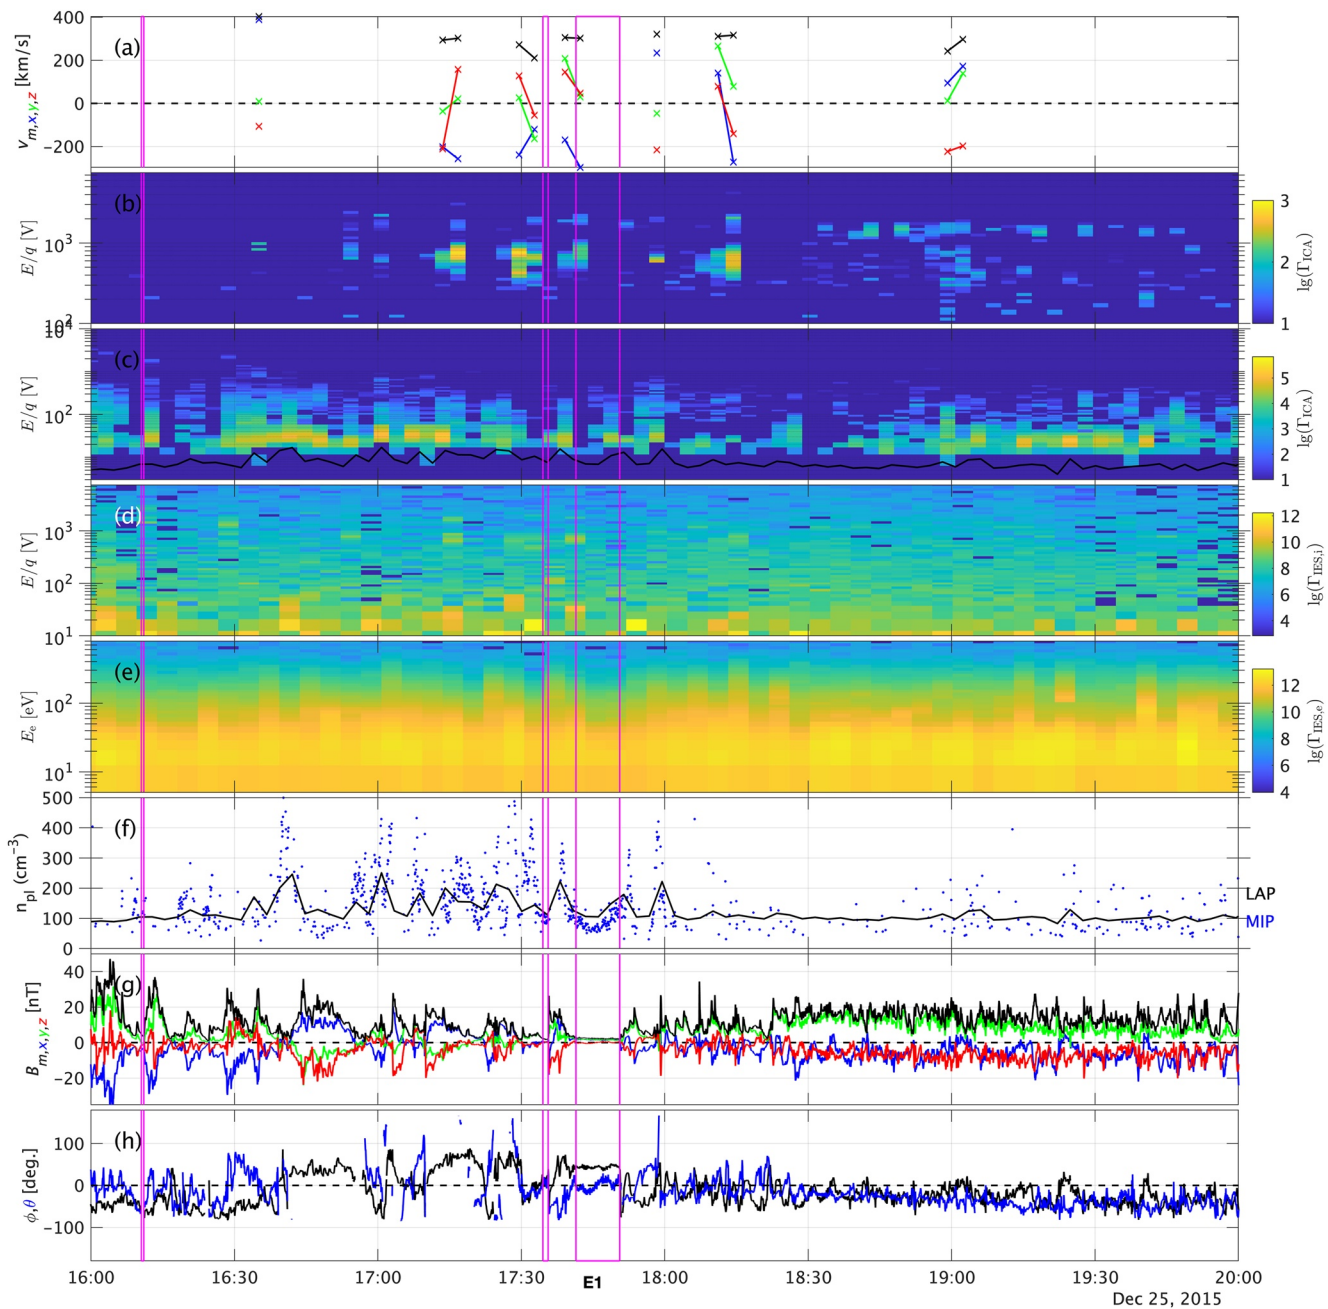 (a)
v_m,x,y,z [km/s]
400
200
0
−200
(b)
E/q [V]
10^3
10^2
3
2
1
lg(Γ_ICA)
(c)
E/q [V]
10^4
10^2
5
4
3
2
1
lg(Γ_ICA)
(d)
E/q [V]
10^3
10^2
10^1
12
10
8
6
4
lg(Γ_IES,i)
(e)
E_e [eV]
10^2
10^1
12
10
8
6
4
lg(Γ_IES,e)
(f)
n_pl (cm^−3)
500
400
300
200
100
0
LAP
MIP
(g)
B_m,x,y,z [nT]
40
20
0
−20
(h)
ϕ,θ [deg.]
100
0
−100
16:00 16:30 17:00 17:30 E1 18:00 18:30 19:00 19:30 20:00
Dec 25, 2015